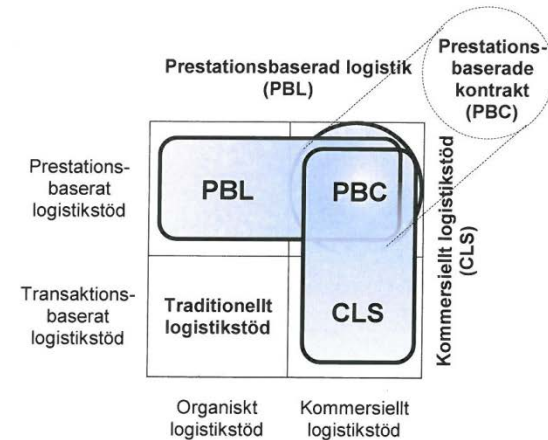 Prestations-
baserade
kontrakt
(PBC)
Prestationsbaserad logistik
(PBL)
Prestations-
baserat
logistikstöd
PBL
PBC
Kommersiellt logistikstöd
(CLS)
Transaktions-
baserat
logistikstöd
Traditionellt
logistikstöd
CLS
Organiskt
logistikstöd
Kommersiellt
logistikstöd